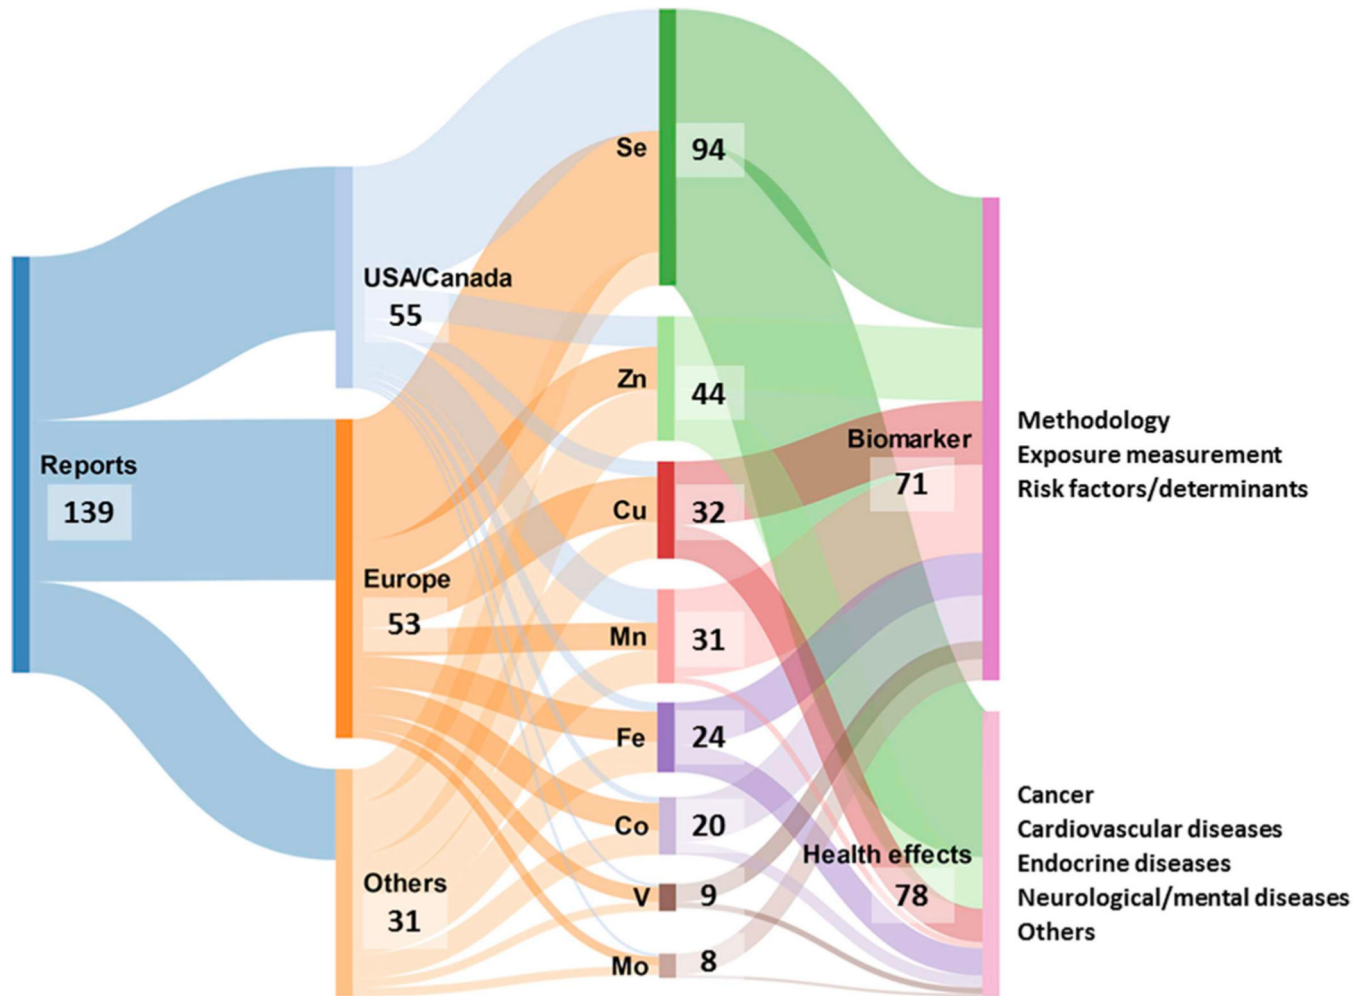 Reports
139
USA/Canada
55
Europe
53
Others
31
Se
94
Zn
44
Cu
32
Mn
31
Fe
24
Co
20
V
9
Mo
8
Biomarker
71
Methodology
Exposure measurement
Risk factors/determinants
Health effects
78
Cancer
Cardiovascular diseases
Endocrine diseases
Neurological/mental diseases
Others